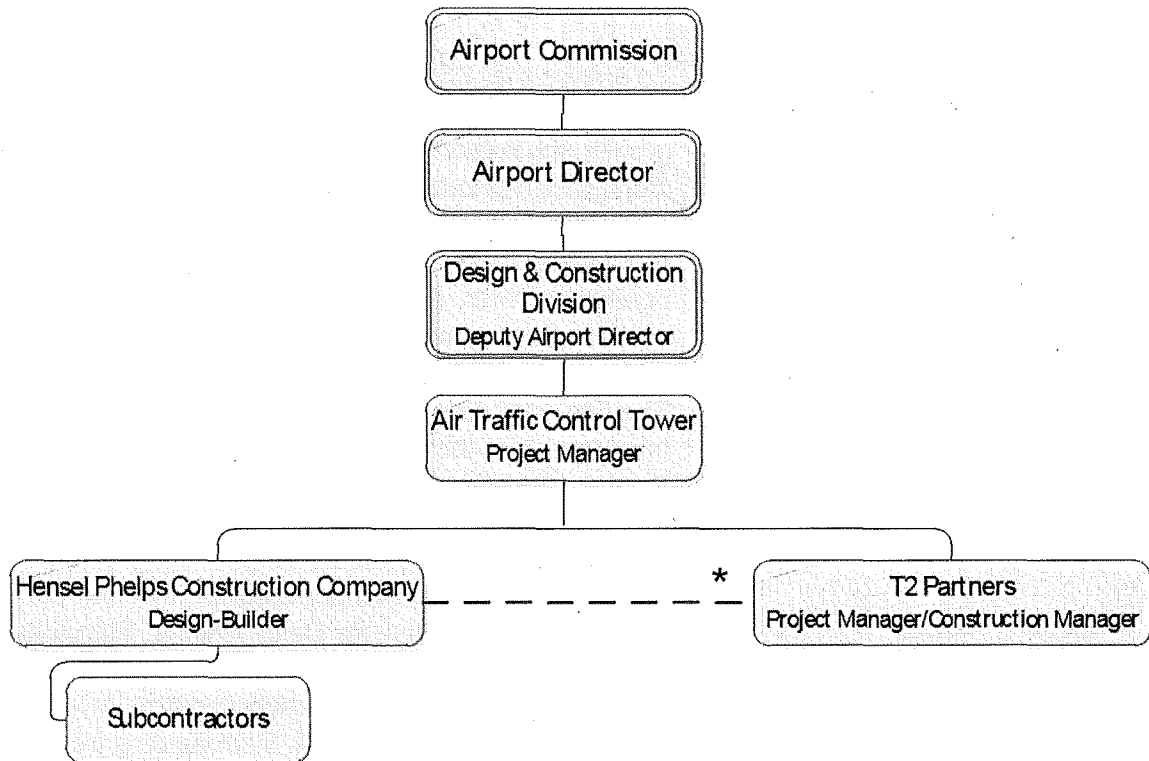 Airport Commission
Airport Director
Design & Construction
Division
Deputy Airport Director
Air Traffic Control Tower
Project Manager
Hensel Phelps Construction Company
Design-Builder
*
T2 Partners
Project Manager/Construction Manager
Subcontractors